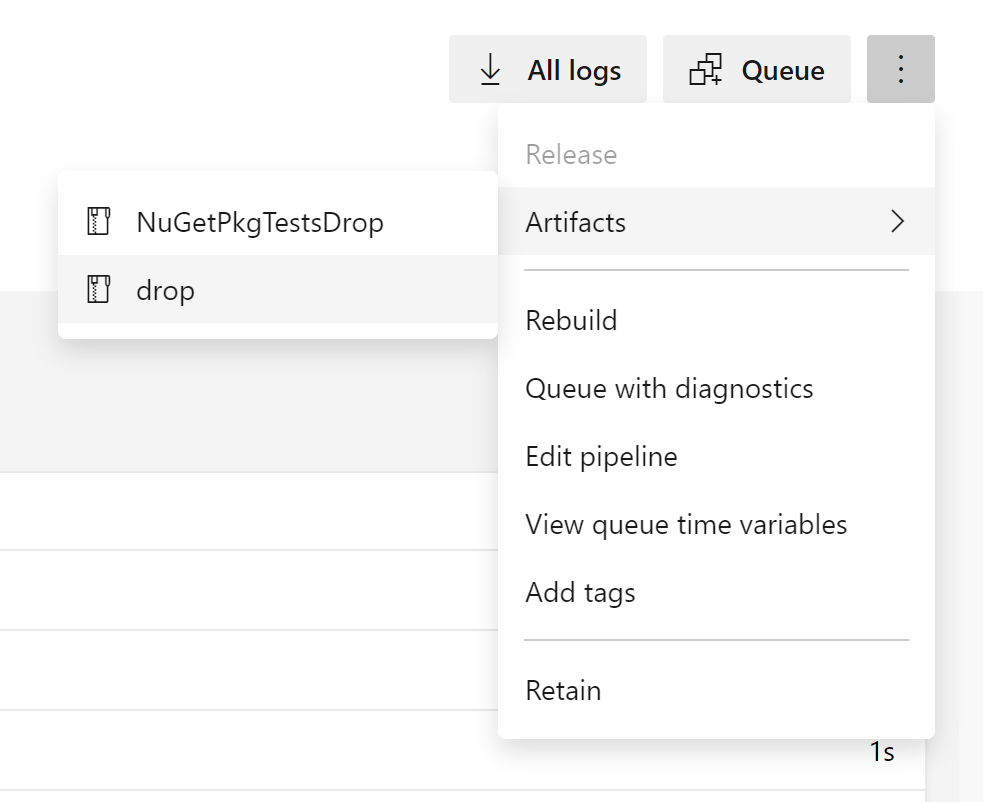 All logs
Queue
Release
Artifacts
NuGetPkgTestsDrop
drop
Rebuild
Queue with diagnostics
Edit pipeline
View queue time variables
Add tags
Retain
1s